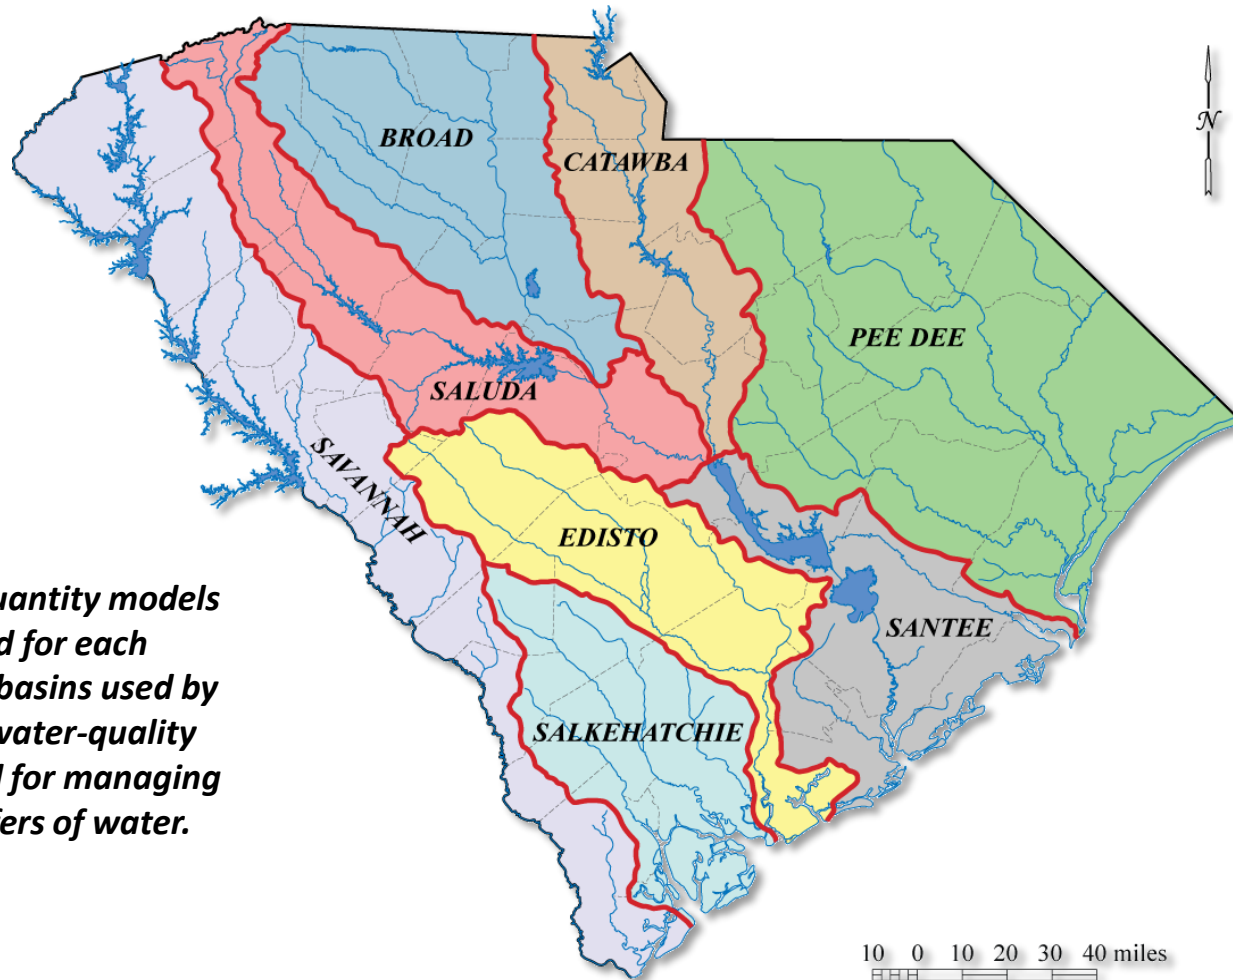 BROAD
CATAWBA
N
PEE DEE
SALUDA
SAVANNAH
EDISTO
uantity models
d for each
basins used by
water-quality
d for managing
fers of water.
SANTEE
SALKEHATCHIE
10 0 10 20 30 40 miles